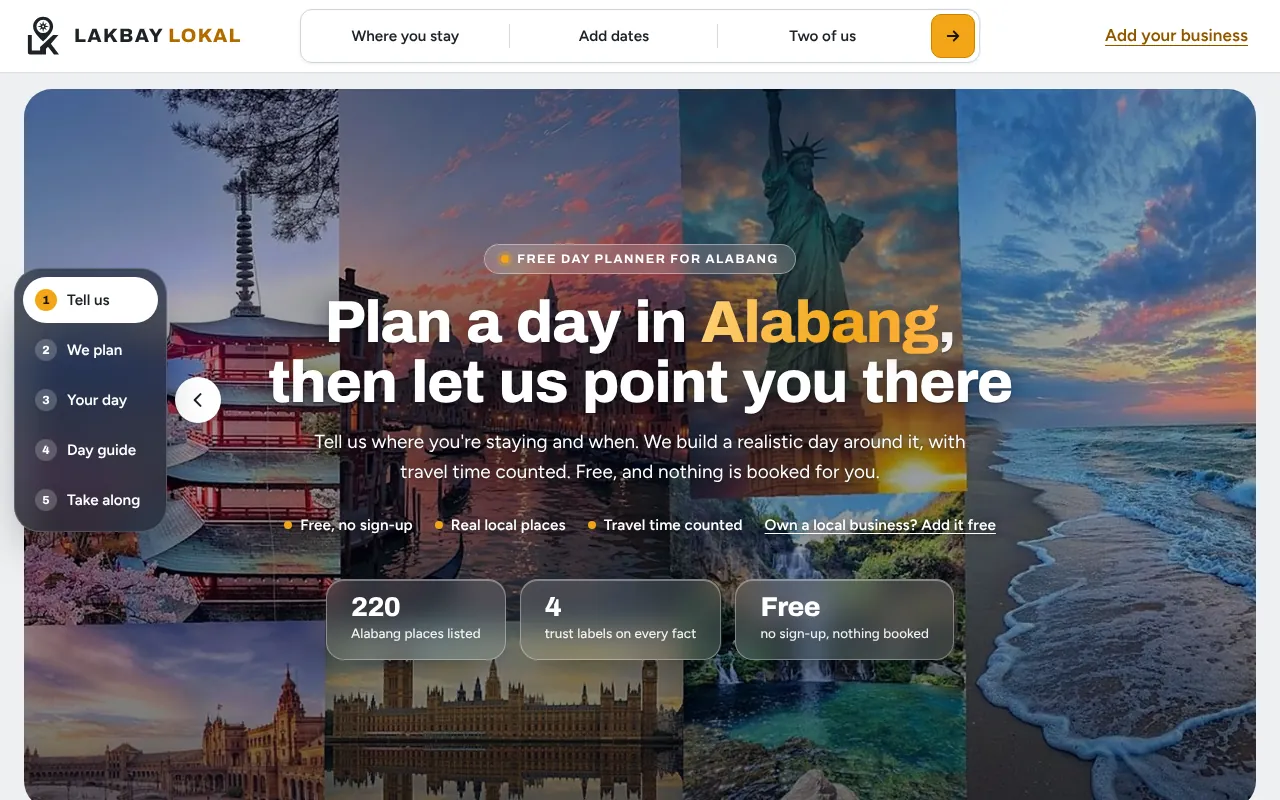 LAKBAY LOKAL
Where you stay
Add dates
Two of us
Add your business
FREE DAY PLANNER FOR ALABANG
Plan a day in Alabang,
then let us point you there
Tell us where you're staying and when. We build a realistic day around it, with
travel time counted. Free, and nothing is booked for you.
Free, no sign-up
Real local places
Travel time counted
Own a local business? Add it free
1 Tell us
2 We plan
3 Your day
4 Day guide
5 Take along
220
Alabang places listed
4
trust labels on every fact
Free
no sign-up, nothing booked